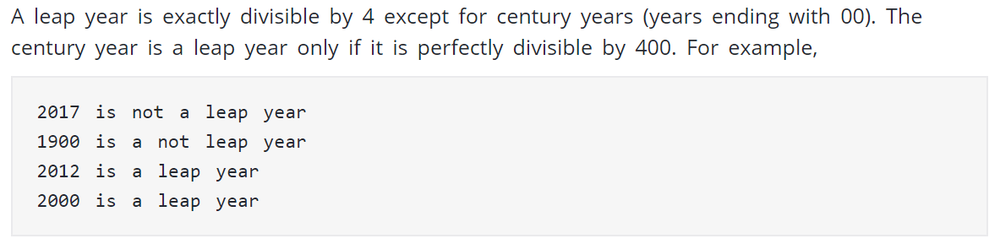 A leap year is exactly divisible by 4 except for century years (years ending with 00). The
century year is a leap year only if it is perfectly divisible by 400. For example,
2017 is not a leap year
1900 is a not leap year
2012 is a leap year
2000 is a leap year